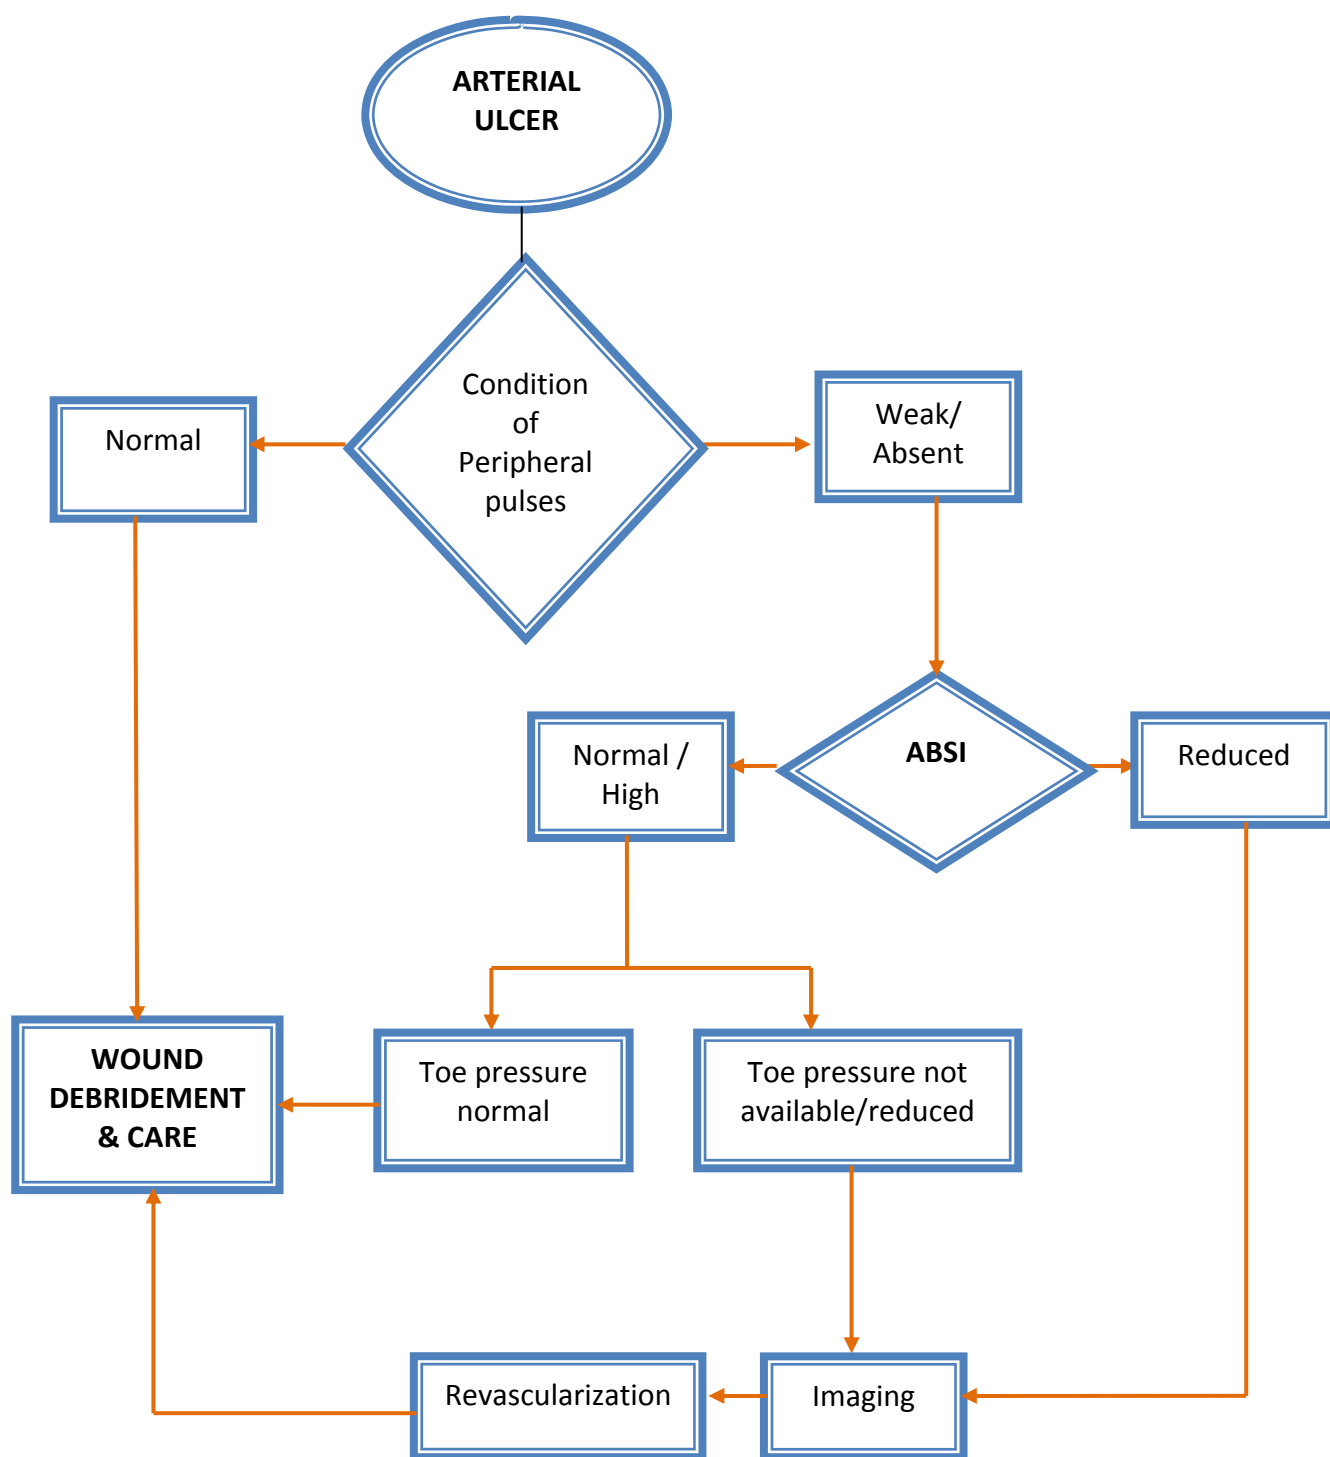 ARTERIAL
ULCER
Condition
of
Peripheral
pulses
Normal
Weak/
Absent
ABSI
Normal /
High
Reduced
WOUND
DEBRIDEMENT
& CARE
Toe pressure
normal
Toe pressure not
available/reduced
Revascularization
Imaging